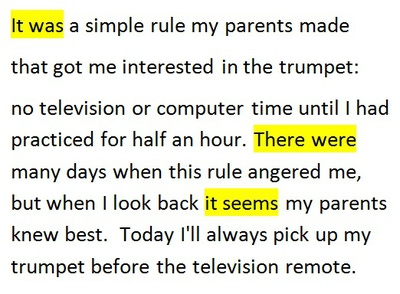 It was a simple rule my parents made
that got me interested in the trumpet:
no television or computer time until I had
practiced for half an hour. There were
many days when this rule angered me,
but when I look back it seems my parents
knew best.  Today I'll always pick up my
trumpet before the television remote.